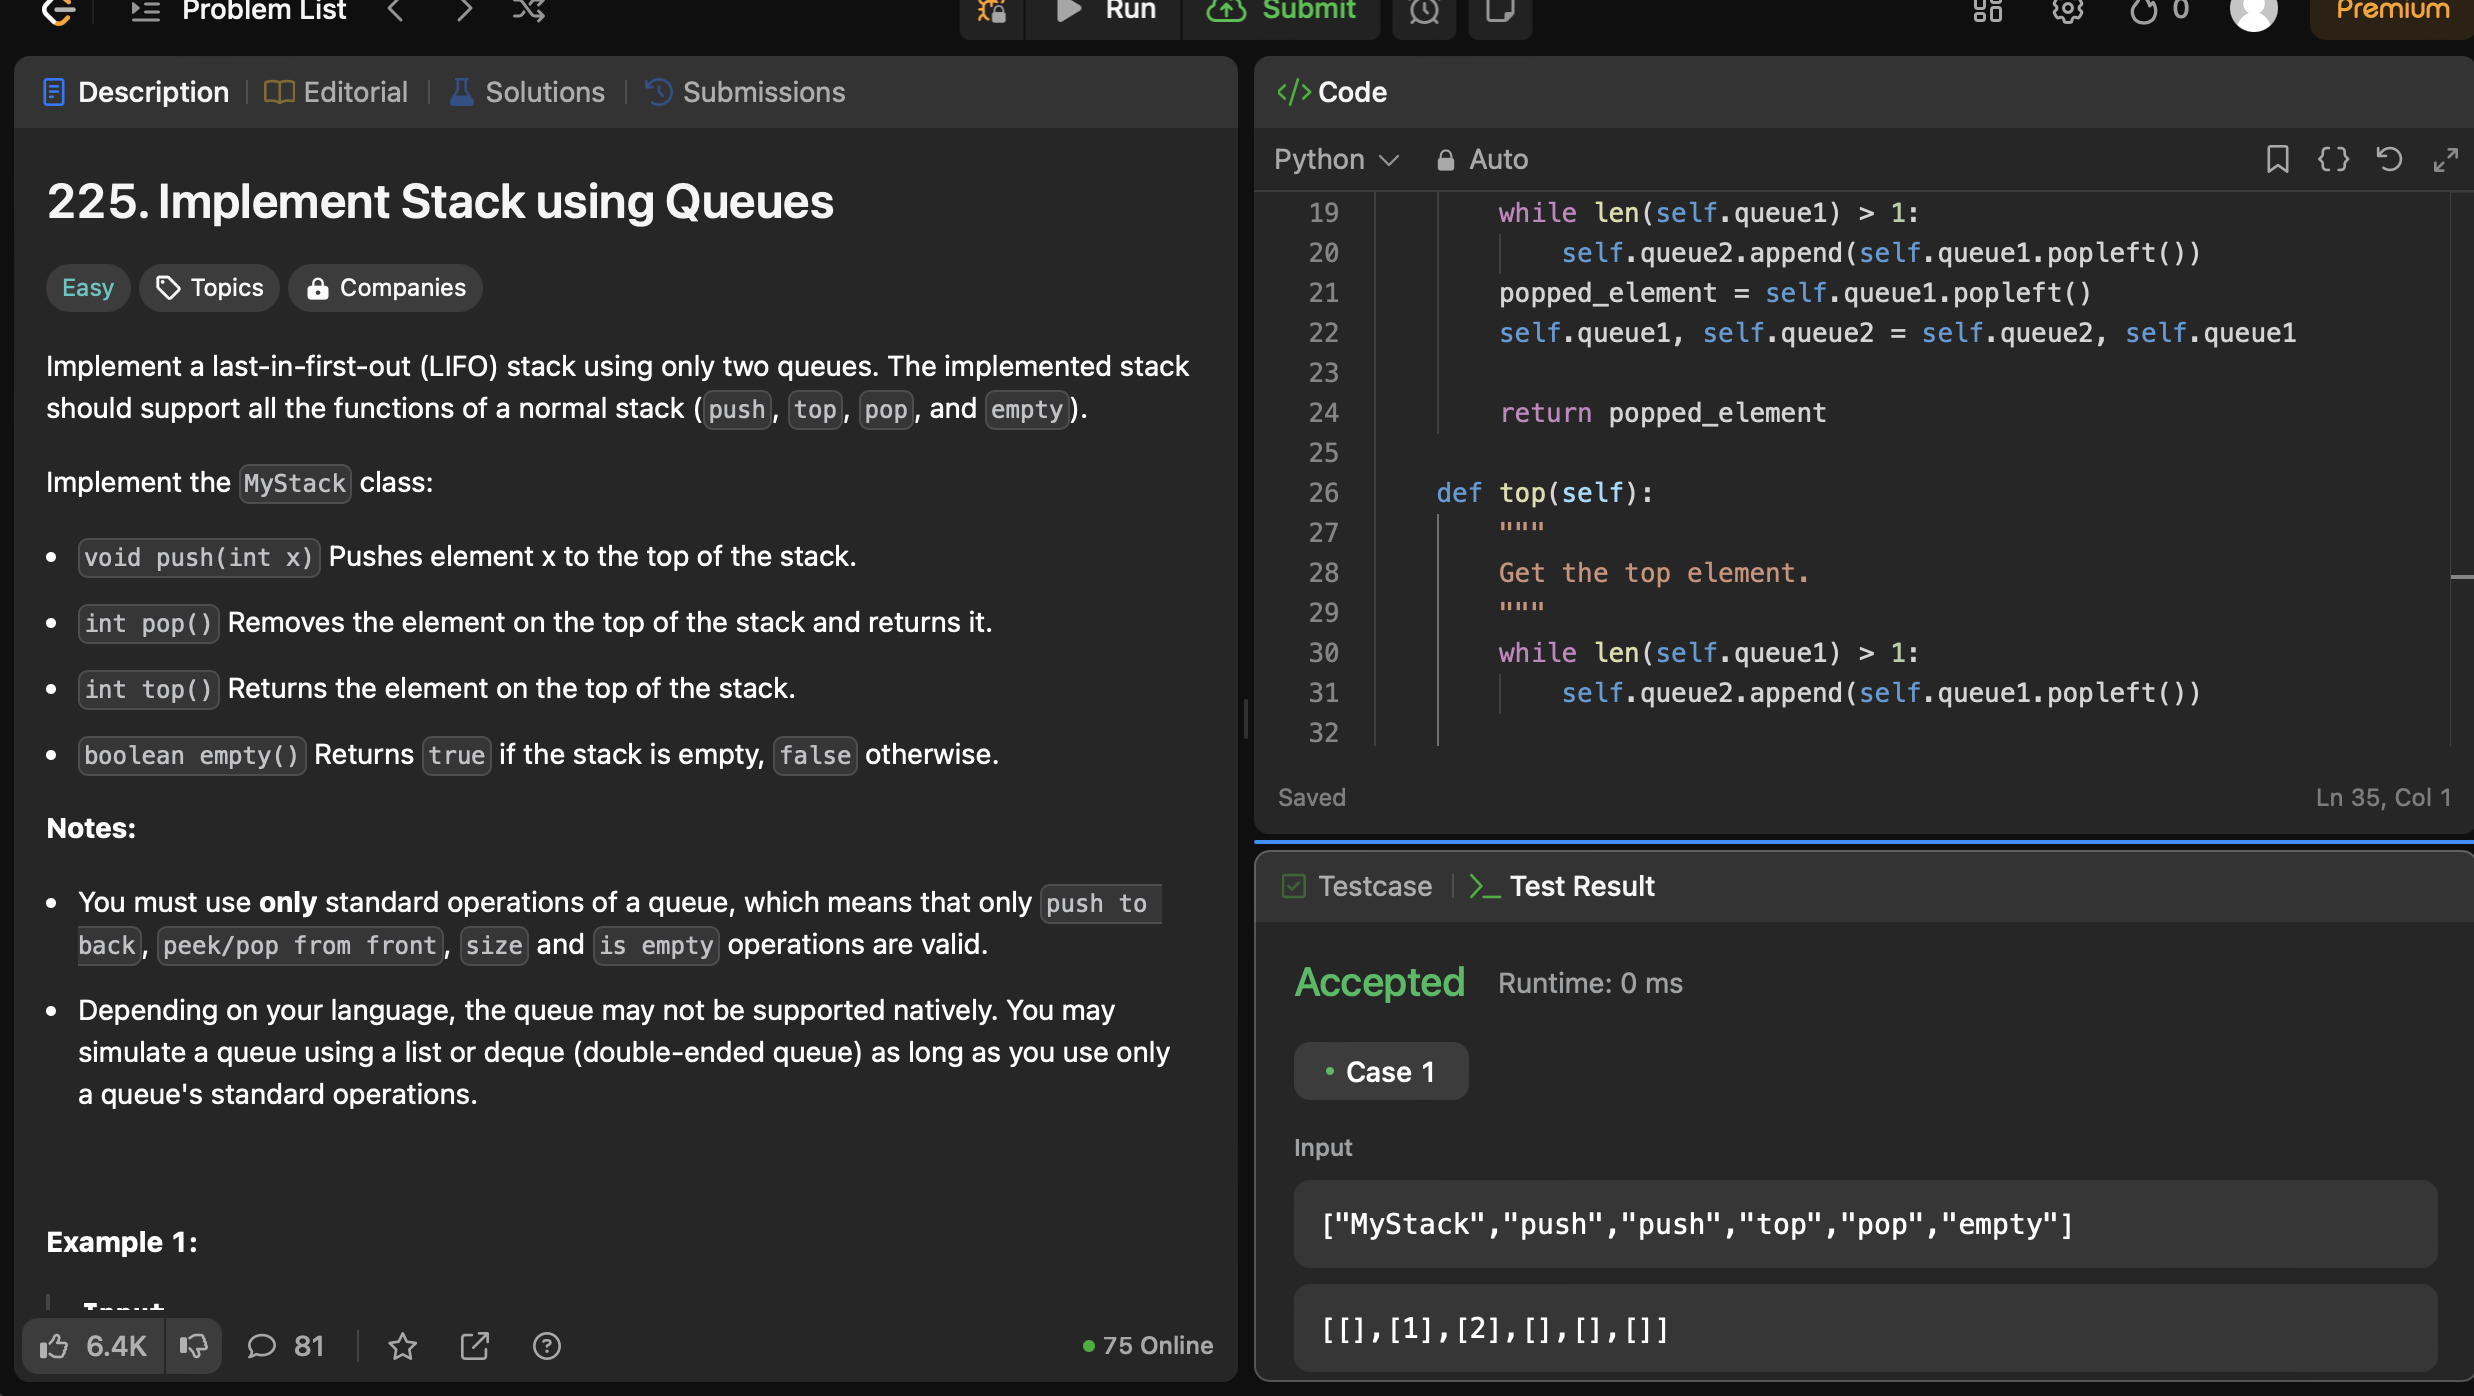 Problem List
Run
Submit
0
Premium
Description
Editorial
Solutions
Submissions
225. Implement Stack using Queues
Easy
Topics
Companies
Implement a last-in-first-out (LIFO) stack using only two queues. The implemented stack
should support all the functions of a normal stack (push, top, pop, and empty).
Implement the MyStack class:
• void push(int x) Pushes element x to the top of the stack.
• int pop() Removes the element on the top of the stack and returns it.
• int top() Returns the element on the top of the stack.
• boolean empty() Returns true if the stack is empty, false otherwise.
Notes:
• You must use only standard operations of a queue, which means that only push to
back, peek/pop from front, size and is empty operations are valid.
• Depending on your language, the queue may not be supported natively. You may
simulate a queue using a list or deque (double-ended queue) as long as you use only
a queue's standard operations.
Example 1:
Input
6.4K
81
75 Online
</> Code
Python
Auto
19 while len(self.queue1) > 1:
20 self.queue2.append(self.queue1.popleft())
21 popped_element = self.queue1.popleft()
22 self.queue1, self.queue2 = self.queue2, self.queue1
23
24 return popped_element
25
26 def top(self):
27 """
28 Get the top element.
29 """
30 while len(self.queue1) > 1:
31 self.queue2.append(self.queue1.popleft())
32
Saved
Ln 35, Col 1
Testcase
Test Result
Accepted
Runtime: 0 ms
• Case 1
Input
["MyStack","push","push","top","pop","empty"]
[[],[1],[2],[],[],[]]